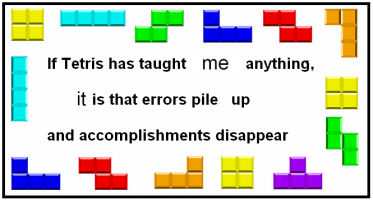 If Tetris has taught me anything,
it is that errors pile up
and accomplishments disappear